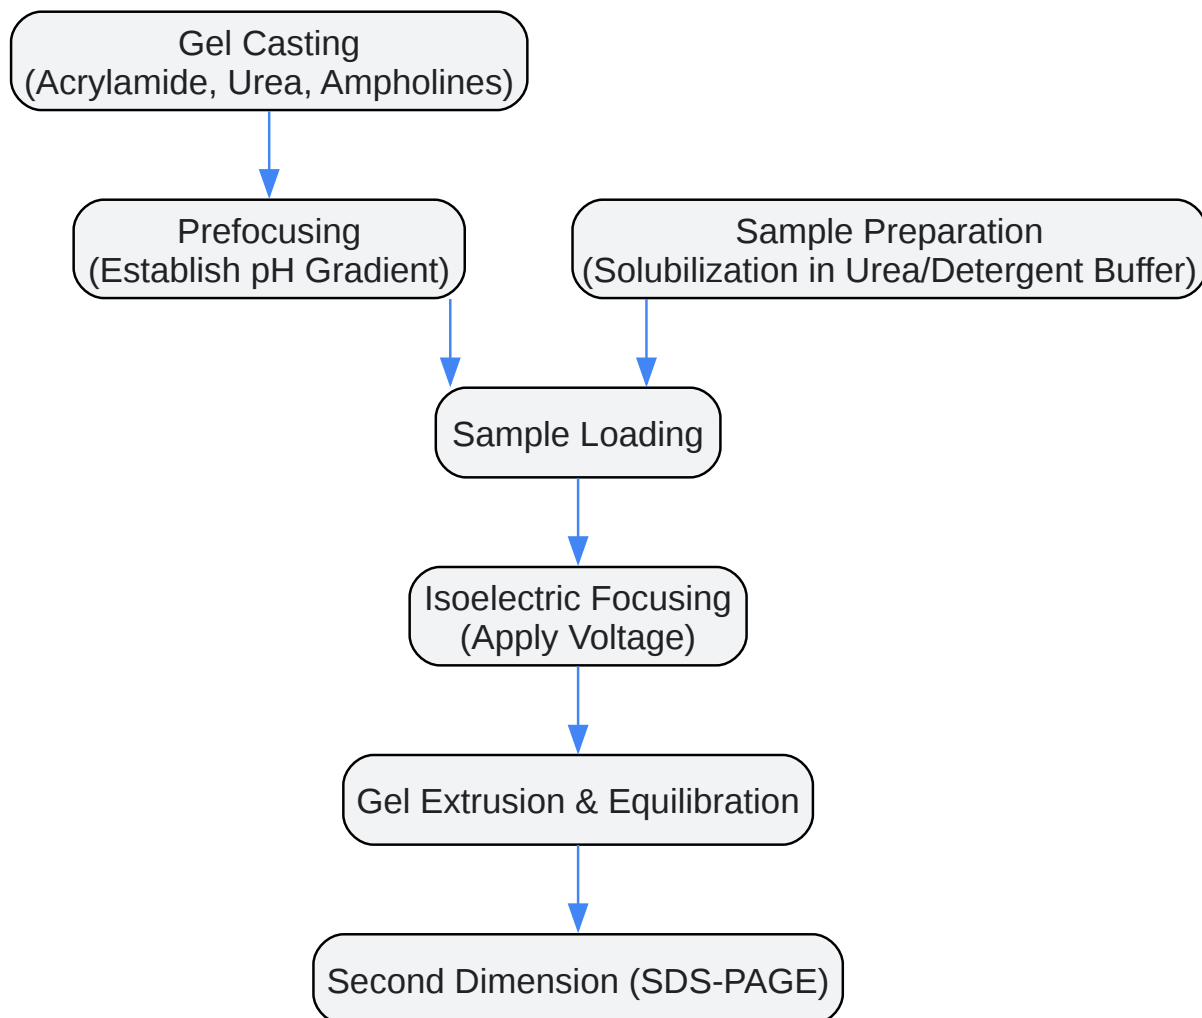 Gel Casting
(Acrylamide, Urea, Ampholines)
Prefocusing
(Establish pH Gradient)
Sample Preparation
(Solubilization in Urea/Detergent Buffer)
Sample Loading
Isoelectric Focusing
(Apply Voltage)
Gel Extrusion & Equilibration
Second Dimension (SDS-PAGE)